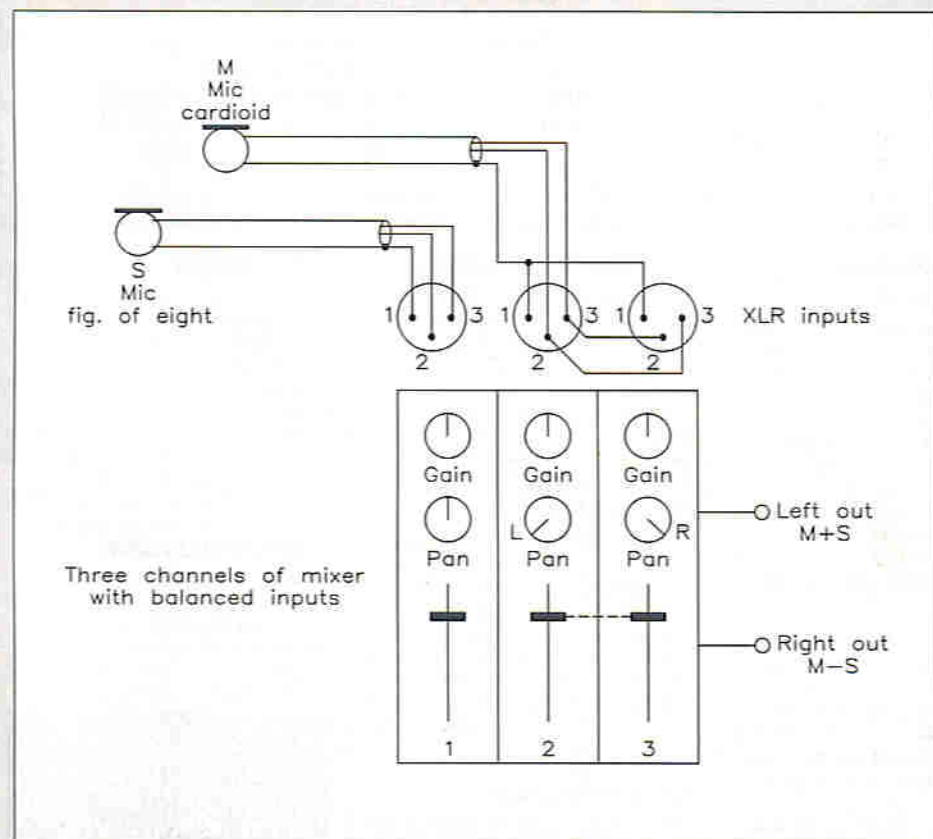 M
Mic
cardioid
S
Mic
fig. of eight
1 3 1 3 1 3 XLR inputs
2 2 2
Gain Gain Gain
L R
Pan Pan Pan
Left out
M+S
Three channels of mixer
with balanced inputs
Right out
M−S
1 2 3